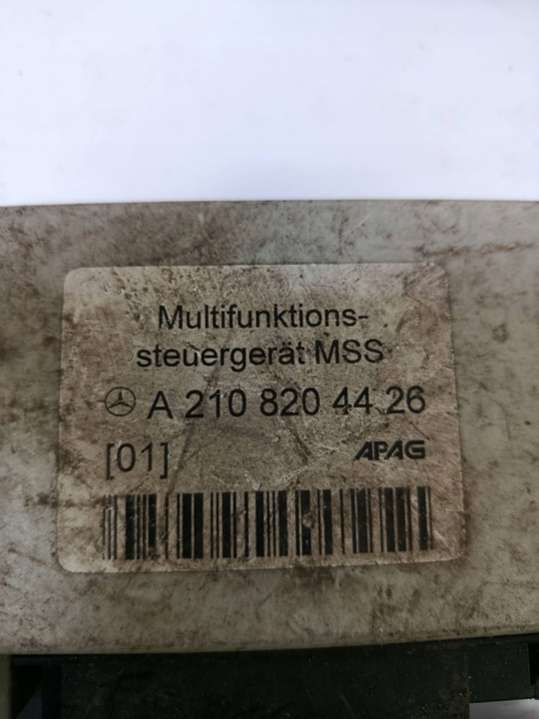 Multifunktions-
steuergerät MSS
A 210 820 44 26
[01] APAG